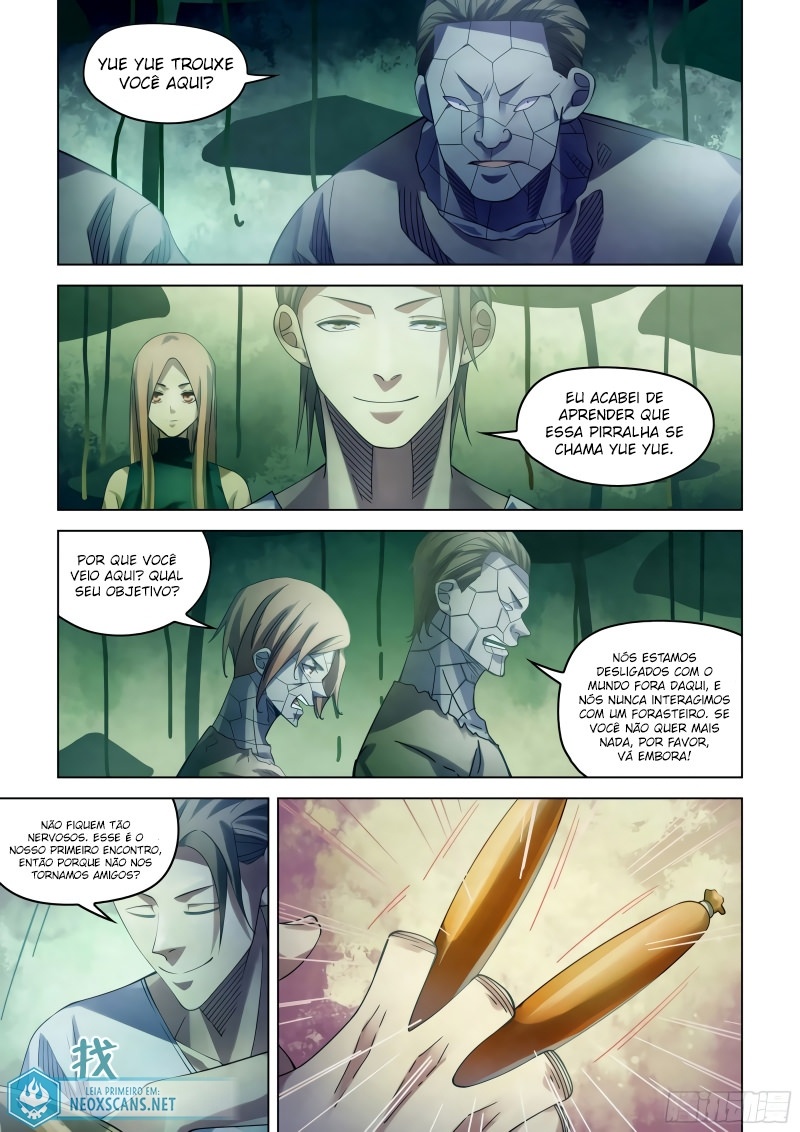 YUE YUE TROUXE
VOCÊ AQUI?
EU ACABEI DE
APRENDER QUE
ESSA PIRRALHA SE
CHAMA YUE YUE.
POR QUE VOCÊ
VEIO AQUI? QUAL
SEU OBJETIVO?
NÓS ESTAMOS
DESLIGADOS COM O
MUNDO FORA DAQUI, E
NÓS NUNCA INTERAGIMOS
COM UM FORASTEIRO. SE
VOCÊ NÃO QUER MAIS
NADA, POR FAVOR,
VÁ EMBORA!
NÃO FIQUEM TÃO
NERVOSOS. ESSE É O
NOSSO PRIMEIRO ENCONTRO,
ENTÃO PORQUE NÃO NOS
TORNAMOS AMIGOS?
找
LEIA PRIMEIRO EM:
NEOXSCANS.NET